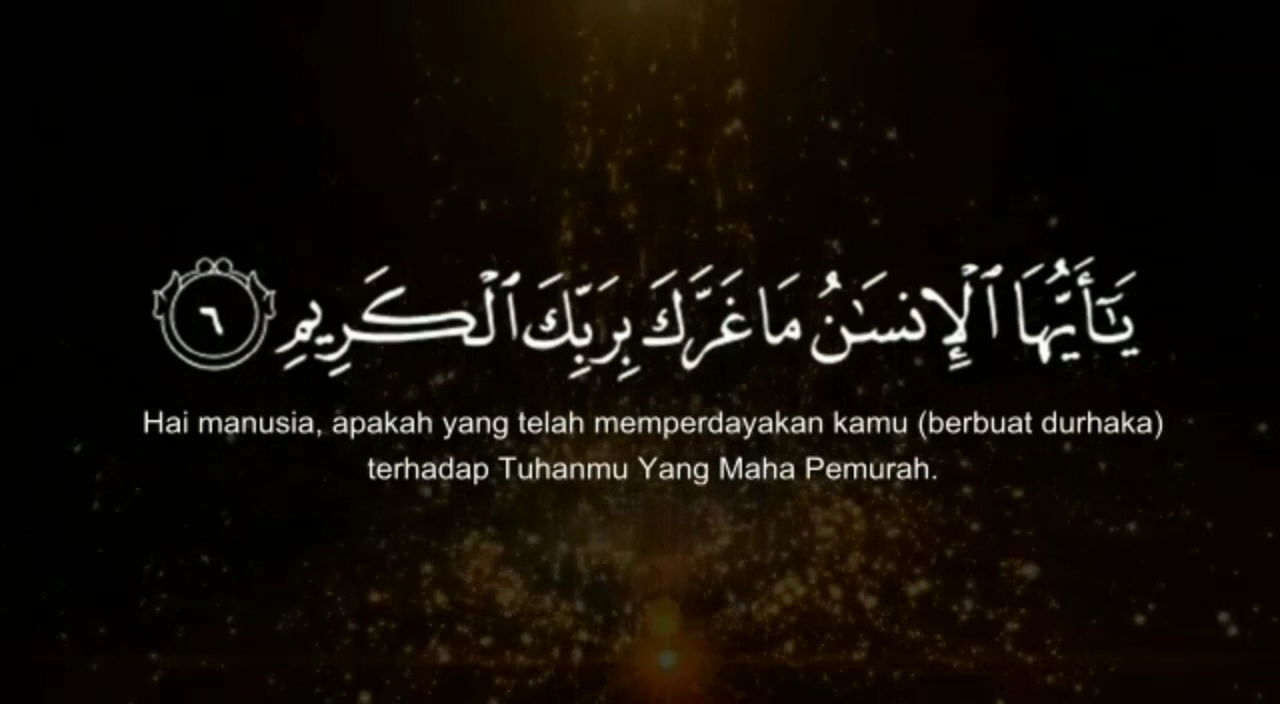 يَـٰٓأَيُّهَا ٱلْإِنسَـٰنُ مَا غَرَّكَ بِرَبِّكَ ٱلْكَرِيمِ ٦
Hai manusia, apakah yang telah memperdayakan kamu (berbuat durhaka)
terhadap Tuhanmu Yang Maha Pemurah.